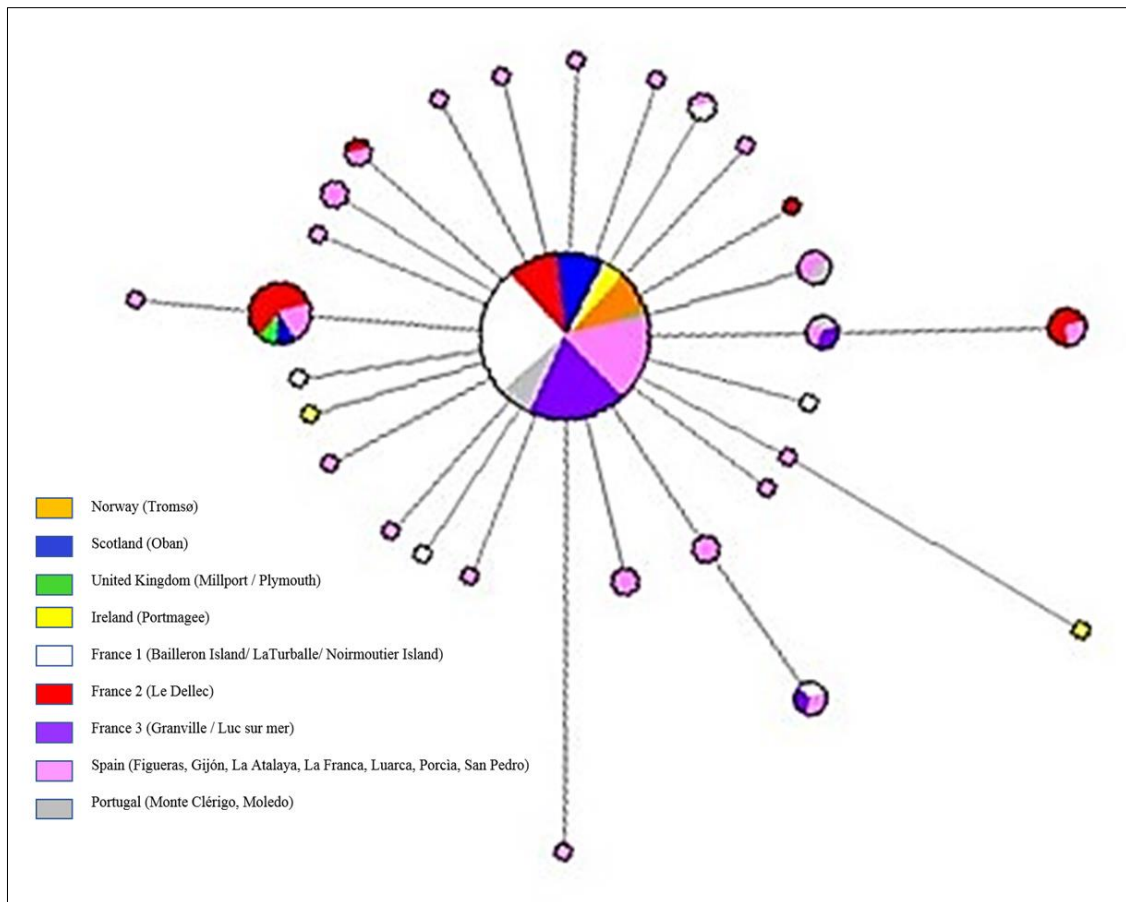 Norway (Tromsø)
Scotland (Oban)
United Kingdom (Millport / Plymouth)
Ireland (Portmagee)
France 1 (Bailleron Island/ LaTurballe/ Noirmoutier Island)
France 2 (Le Dellec)
France 3 (Granville / Luc sur mer)
Spain (Figueras, Gijón, La Atalaya, La Franca, Luarca, Porcìa, San Pedro)
Portugal (Monte Clérigo, Moledo)